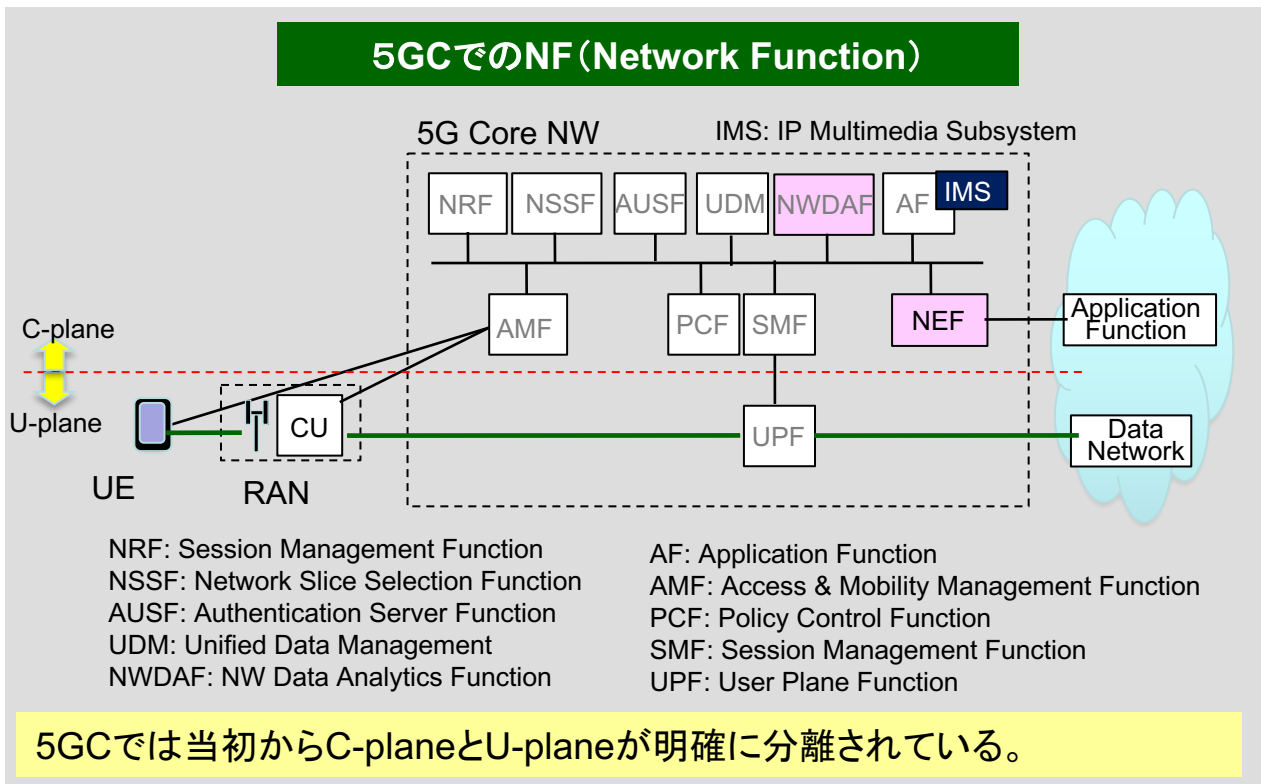 ５GCでのNF（Network Function）
5G Core NW
IMS: IP Multimedia Subsystem
NRF
NSSF
AUSF
UDM
NWDAF
AF
IMS
AMF
PCF
SMF
NEF
Application
Function
C-plane
U-plane
CU
UPF
Data
Network
UE
RAN
NRF: Session Management Function
NSSF: Network Slice Selection Function
AUSF: Authentication Server Function
UDM: Unified Data Management
NWDAF: NW Data Analytics Function
AF: Application Function
AMF: Access & Mobility Management Function
PCF: Policy Control Function
SMF: Session Management Function
UPF: User Plane Function
5GCでは当初からC-planeとU-planeが明確に分離されている。